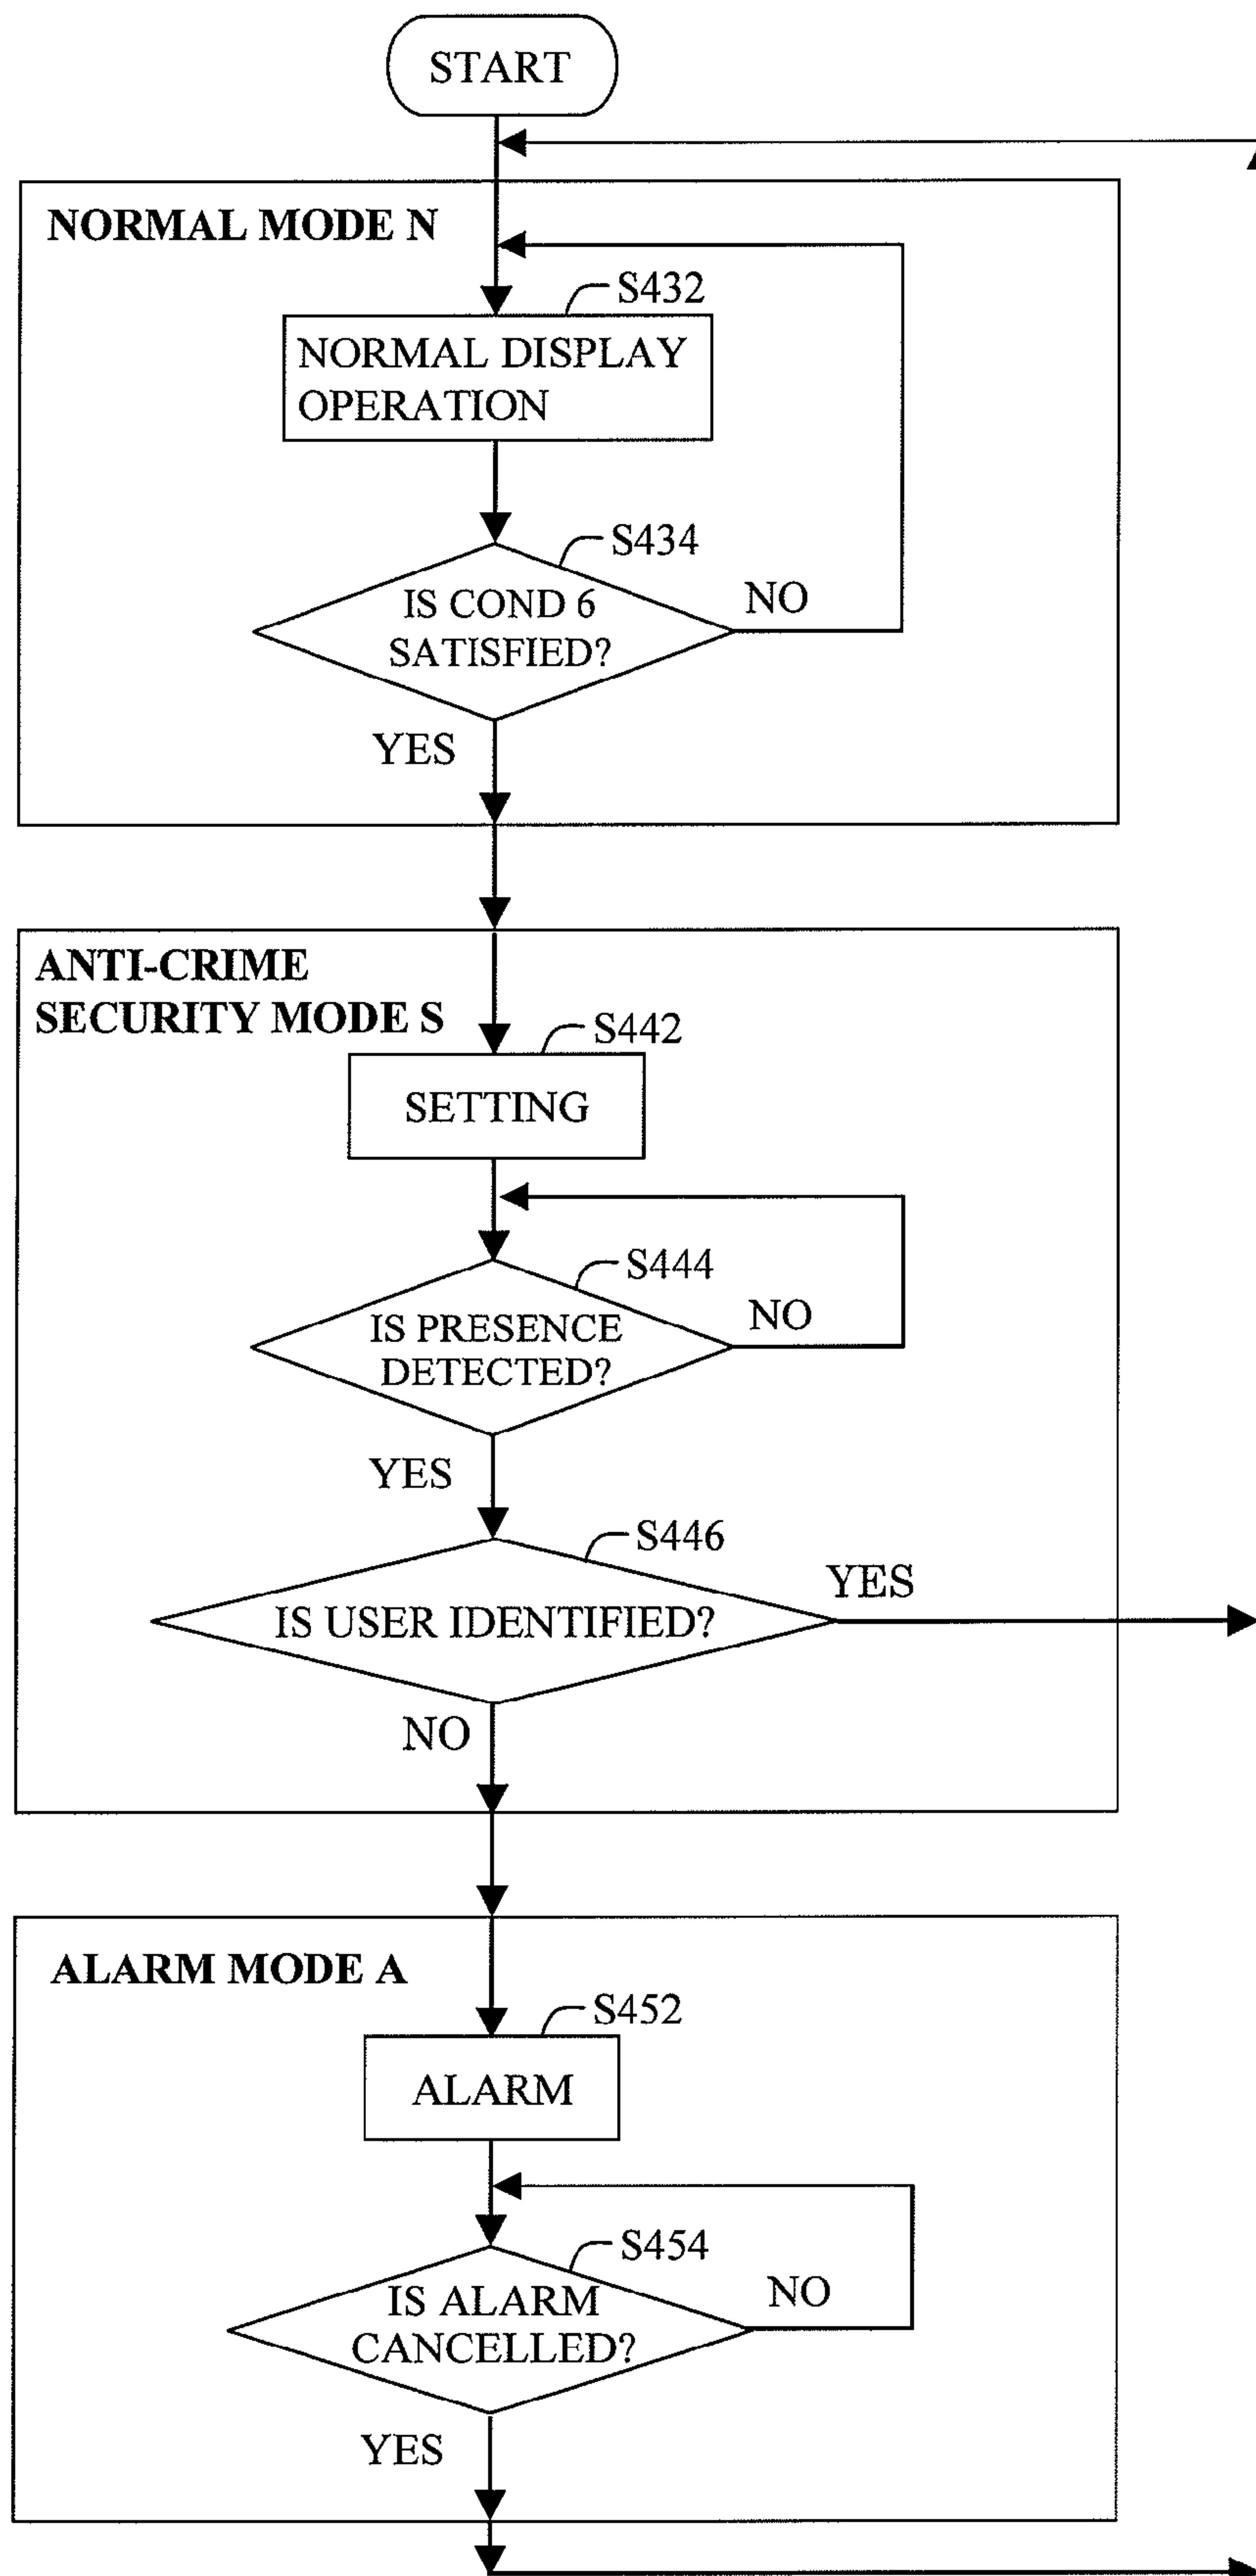 START
NORMAL MODE N
S432
NORMAL DISPLAY
OPERATION
S434
IS COND 6
SATISFIED?
NO
YES
ANTI-CRIME
SECURITY MODE S
S442
SETTING
S444
IS PRESENCE
DETECTED?
NO
YES
S446
IS USER IDENTIFIED?
YES
NO
ALARM MODE A
S452
ALARM
S454
IS ALARM
CANCELLED?
NO
YES